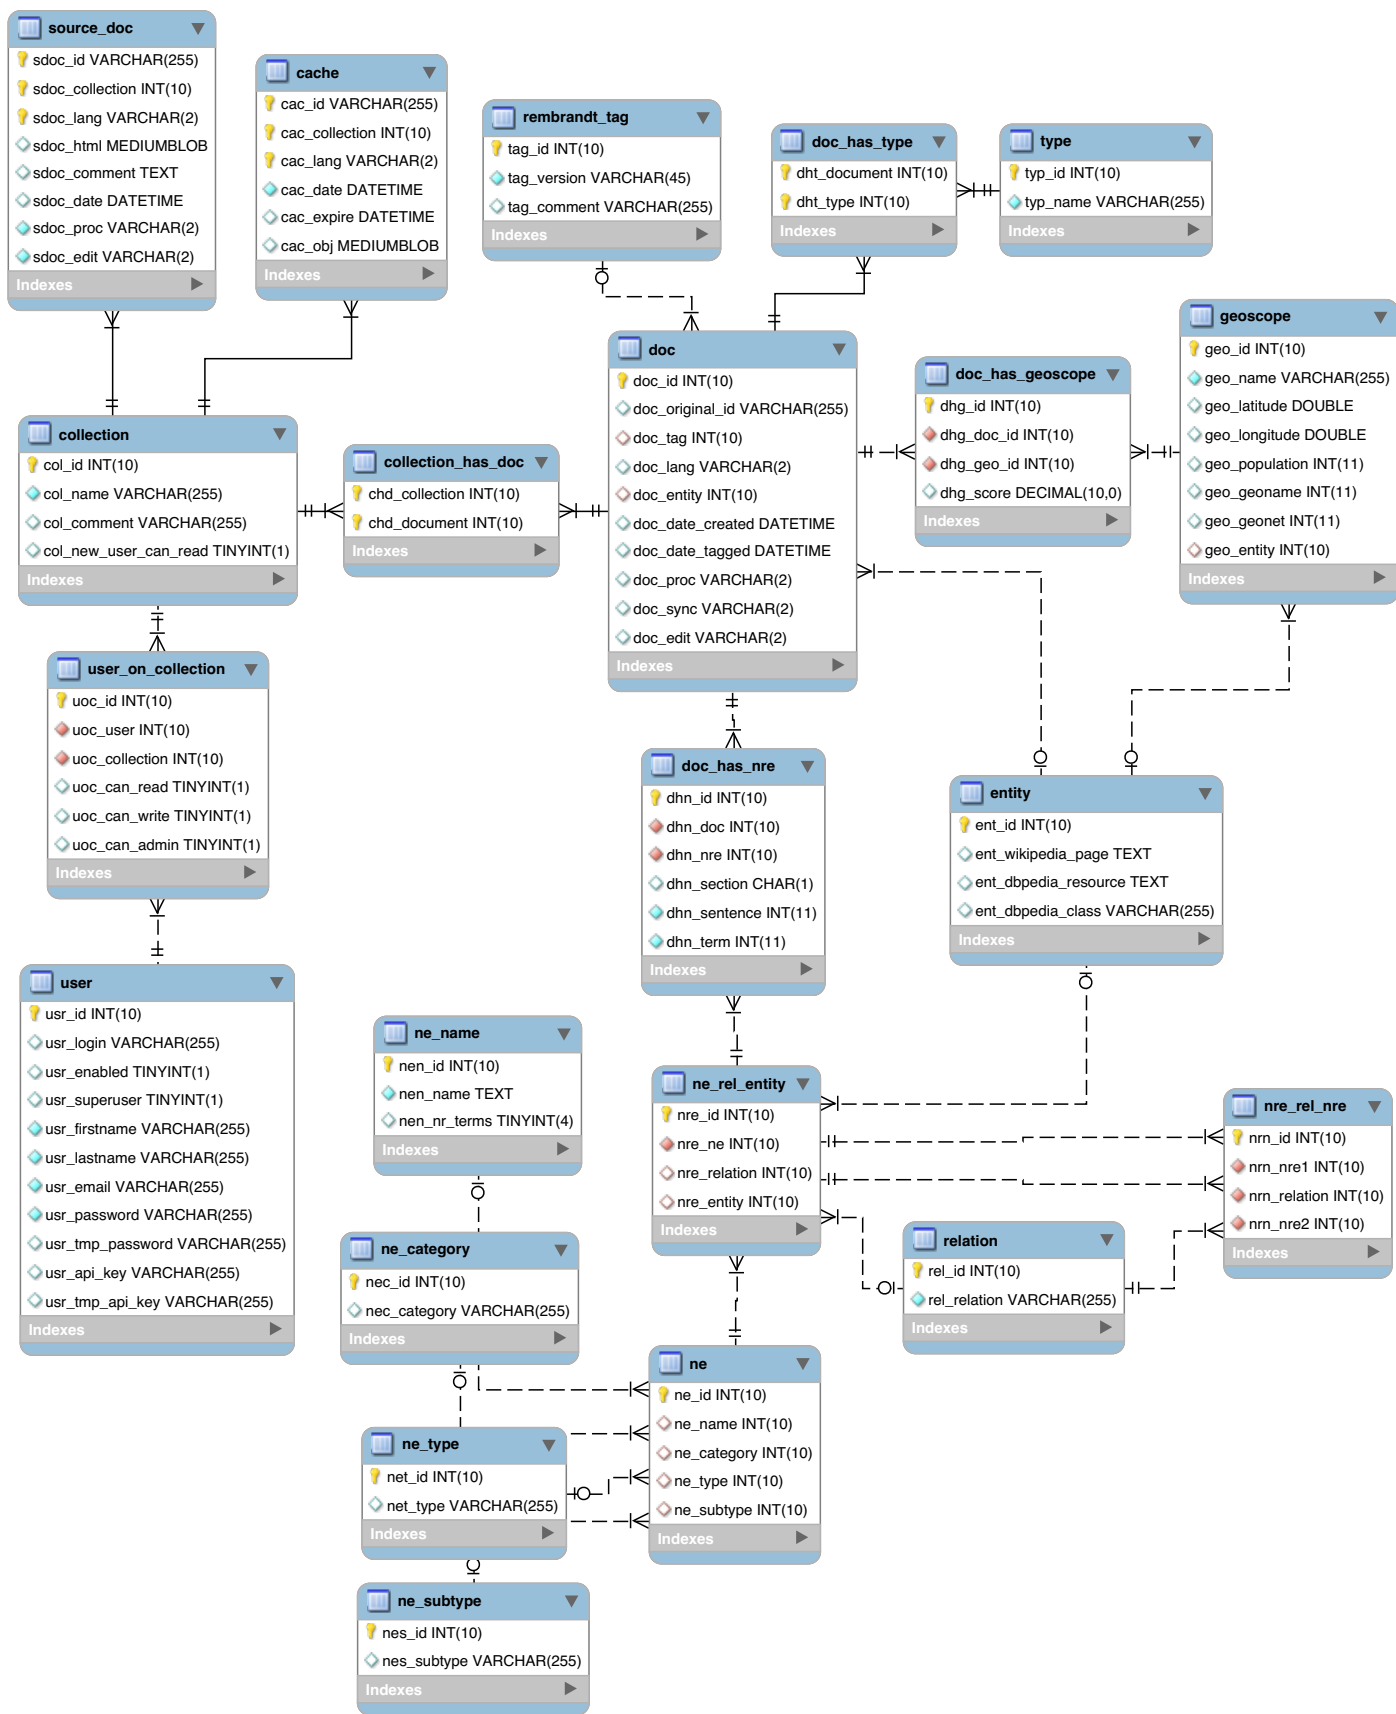 source_doc
sdoc_id VARCHAR(255)
sdoc_collection INT(10)
sdoc_lang VARCHAR(2)
sdoc_html MEDIUMBLOB
sdoc_comment TEXT
sdoc_date DATETIME
sdoc_proc VARCHAR(2)
sdoc_edit VARCHAR(2)
Indexes
cache
cac_id VARCHAR(255)
cac_collection INT(10)
cac_lang VARCHAR(2)
cac_date DATETIME
cac_expire DATETIME
cac_obj MEDIUMBLOB
Indexes
rembrandt_tag
tag_id INT(10)
tag_version VARCHAR(45)
tag_comment VARCHAR(255)
Indexes
doc_has_type
dht_document INT(10)
dht_type INT(10)
Indexes
type
typ_id INT(10)
typ_name VARCHAR(255)
Indexes
geoscope
geo_id INT(10)
geo_name VARCHAR(255)
geo_latitude DOUBLE
geo_longitude DOUBLE
geo_population INT(11)
geo_geoname INT(11)
geo_geonet INT(11)
geo_entity INT(10)
Indexes
doc
doc_id INT(10)
doc_original_id VARCHAR(255)
doc_tag INT(10)
doc_lang VARCHAR(2)
doc_entity INT(10)
doc_date_created DATETIME
doc_date_tagged DATETIME
doc_proc VARCHAR(2)
doc_sync VARCHAR(2)
doc_edit VARCHAR(2)
Indexes
doc_has_geoscope
dhg_id INT(10)
dhg_doc_id INT(10)
dhg_geo_id INT(10)
dhg_score DECIMAL(10,0)
Indexes
collection
col_id INT(10)
col_name VARCHAR(255)
col_comment VARCHAR(255)
col_new_user_can_read TINYINT(1)
Indexes
collection_has_doc
chd_collection INT(10)
chd_document INT(10)
Indexes
user_on_collection
uoc_id INT(10)
uoc_user INT(10)
uoc_collection INT(10)
uoc_can_read TINYINT(1)
uoc_can_write TINYINT(1)
uoc_can_admin TINYINT(1)
Indexes
doc_has_nre
dhn_id INT(10)
dhn_doc INT(10)
dhn_nre INT(10)
dhn_section CHAR(1)
dhn_sentence INT(11)
dhn_term INT(11)
Indexes
entity
ent_id INT(10)
ent_wikipedia_page TEXT
ent_dbpedia_resource TEXT
ent_dbpedia_class VARCHAR(255)
Indexes
user
usr_id INT(10)
usr_login VARCHAR(255)
usr_enabled TINYINT(1)
usr_superuser TINYINT(1)
usr_firstname VARCHAR(255)
usr_lastname VARCHAR(255)
usr_email VARCHAR(255)
usr_password VARCHAR(255)
usr_tmp_password VARCHAR(255)
usr_api_key VARCHAR(255)
usr_tmp_api_key VARCHAR(255)
Indexes
ne_name
nen_id INT(10)
nen_name TEXT
nen_nr_terms TINYINT(4)
Indexes
ne_rel_entity
nre_id INT(10)
nre_ne INT(10)
nre_relation INT(10)
nre_entity INT(10)
Indexes
nre_rel_nre
nrn_id INT(10)
nrn_nre1 INT(10)
nrn_relation INT(10)
nrn_nre2 INT(10)
Indexes
relation
rel_id INT(10)
rel_relation VARCHAR(255)
Indexes
ne_category
nec_id INT(10)
nec_category VARCHAR(255)
Indexes
ne
ne_id INT(10)
ne_name INT(10)
ne_category INT(10)
ne_type INT(10)
ne_subtype INT(10)
Indexes
ne_type
net_id INT(10)
net_type VARCHAR(255)
Indexes
ne_subtype
nes_id INT(10)
nes_subtype VARCHAR(255)
Indexes